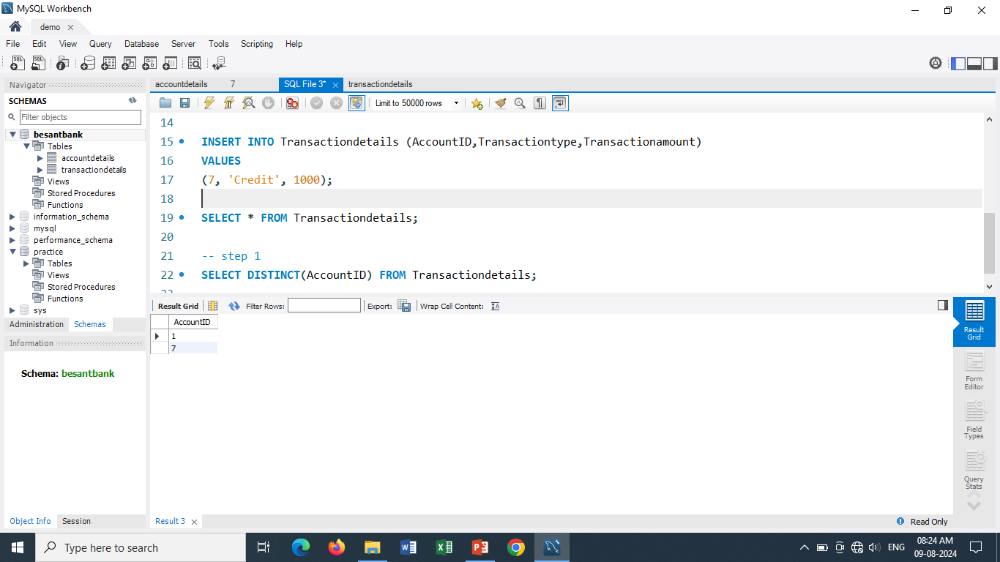 MySQL Workbench
demo
File Edit View Query Database Server Tools Scripting Help
Navigator
SCHEMAS
Filter objects
besantbank
Tables
accountdetails
transactiondetails
Views
Stored Procedures
Functions
information_schema
mysql
performance_schema
practice
Tables
Views
Stored Procedures
Functions
sys
Administration Schemas
Information
Schema: besantbank
Object Info Session
accountdetails 7 SQL File 3* transactiondetails
Limit to 50000 rows
14
15 INSERT INTO Transactiondetails (AccountID,Transactiontype,Transactionamount)
16 VALUES
17 (7, 'Credit', 1000);
18
19 SELECT * FROM Transactiondetails;
20
21 -- step 1
22 SELECT DISTINCT(AccountID) FROM Transactiondetails;
Result Grid Filter Rows: Export: Wrap Cell Content:
AccountID
1
7
Result
Grid
Form
Editor
Field
Types
Query
Stats
Result 3 Read Only
Type here to search
ENG
08:24 AM
09-08-2024